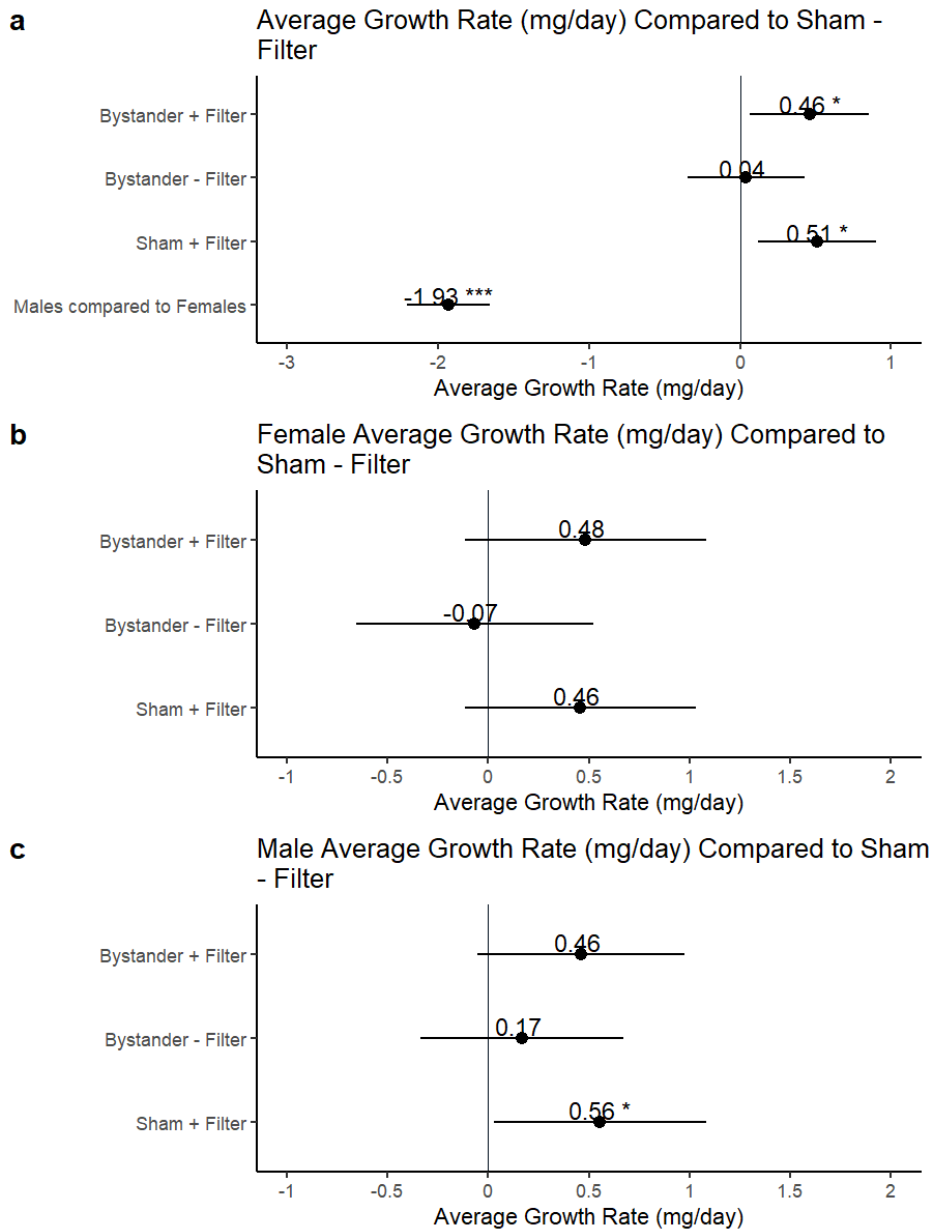 a
Average Growth Rate (mg/day) Compared to Sham -
Filter
Bystander + Filter
0.46 *
Bystander - Filter
0.04
Sham + Filter
0.51 *
Males compared to Females
-1.93 ***
-3 -2 -1 0 1
Average Growth Rate (mg/day)
b
Female Average Growth Rate (mg/day) Compared to
Sham - Filter
Bystander + Filter
0.48
Bystander - Filter
-0.07
Sham + Filter
0.46
-1 -0.5 0 0.5 1 1.5 2
Average Growth Rate (mg/day)
c
Male Average Growth Rate (mg/day) Compared to Sham
- Filter
Bystander + Filter
0.46
Bystander - Filter
0.17
Sham + Filter
0.56 *
-1 -0.5 0 0.5 1 1.5 2
Average Growth Rate (mg/day)